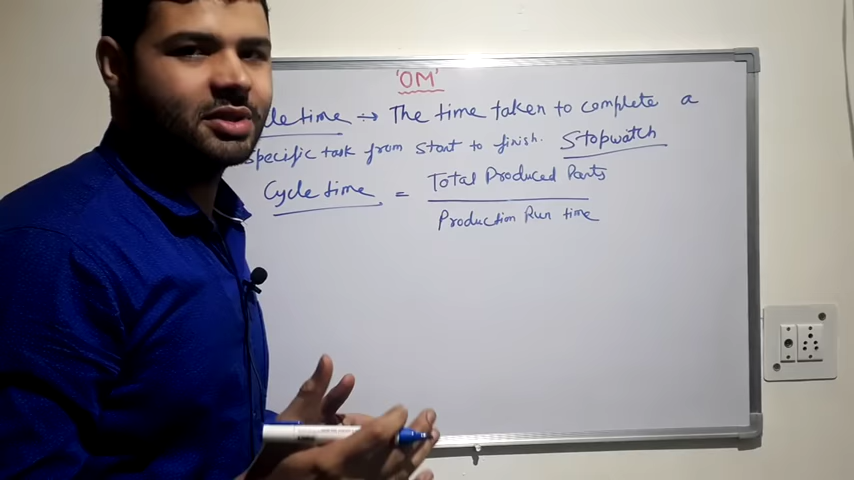 'OM'
cle time → The time taken to complete a
specific task from start to finish. Stopwatch
Cycle time = Total Produced Parts
Production Run time